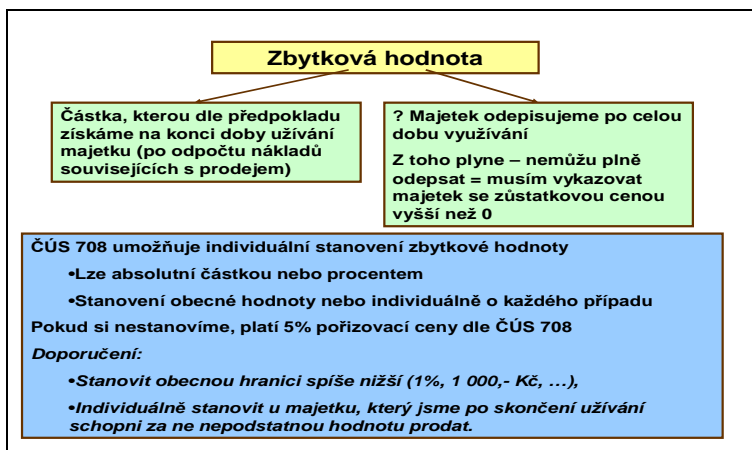 Zbytková hodnota
Částka, kterou dle předpokladu
získáme na konci doby užívání
majetku (po odpočtu nákladů
souvisejících s prodejem)
? Majetek odepisujeme po celou
dobu využívání
Z toho plyne – nemůžu plně
odepsat = musím vykazovat
majetek se zůstatkovou cenou
vyšší než 0
ČÚS 708 umožňuje individuální stanovení zbytkové hodnoty
•Lze absolutní částkou nebo procentem
•Stanovení obecné hodnoty nebo individuálně o každého případu
Pokud si nestanovíme, platí 5% pořizovací ceny dle ČÚS 708
Doporučení:
•Stanovit obecnou hranici spíše nižší (1%, 1 000,- Kč, …),
•Individuálně stanovit u majetku, který jsme po skončení užívání
schopni za ne nepodstatnou hodnotu prodat.